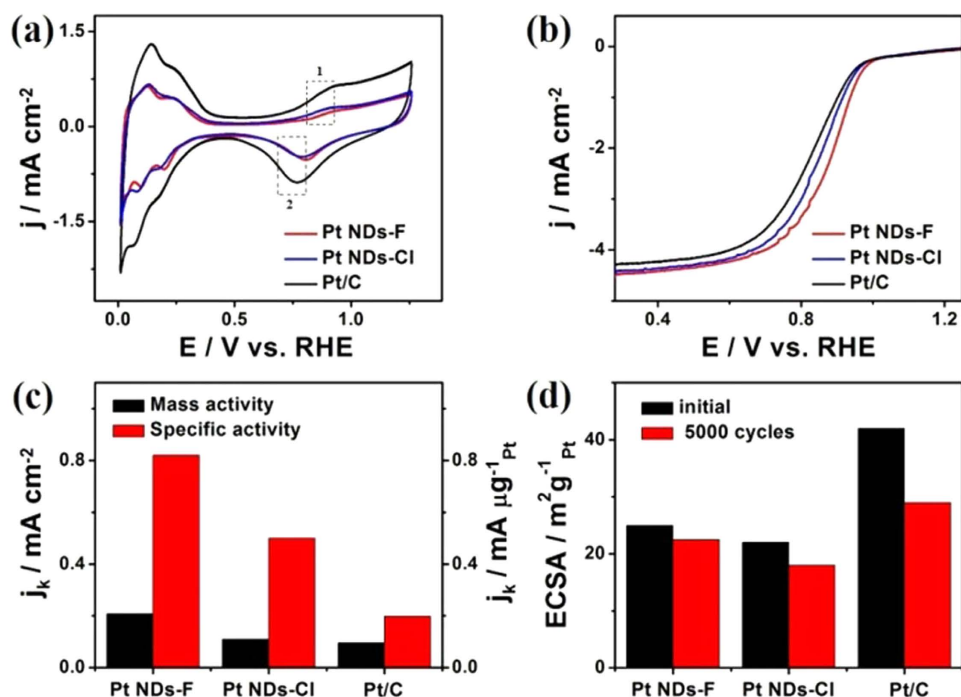 (a)
1.5
0.0
-1.5
j / mA cm-2
1
2
Pt NDs-F
Pt NDs-Cl
Pt/C
0.0 0.5 1.0
E / V vs. RHE
(b)
0
-2
-4
j / mA cm-2
Pt NDs-F
Pt NDs-Cl
Pt/C
0.4 0.8 1.2
E / V vs. RHE
(c)
Mass activity
Specific activity
0.8
0.4
0.0
jk / mA cm-2
0.8
0.4
0.0
jk / mA μg-1Pt
Pt NDs-F Pt NDs-Cl Pt/C
(d)
initial
5000 cycles
40
20
0
ECSA / m2g-1Pt
Pt NDs-F Pt NDs-Cl Pt/C